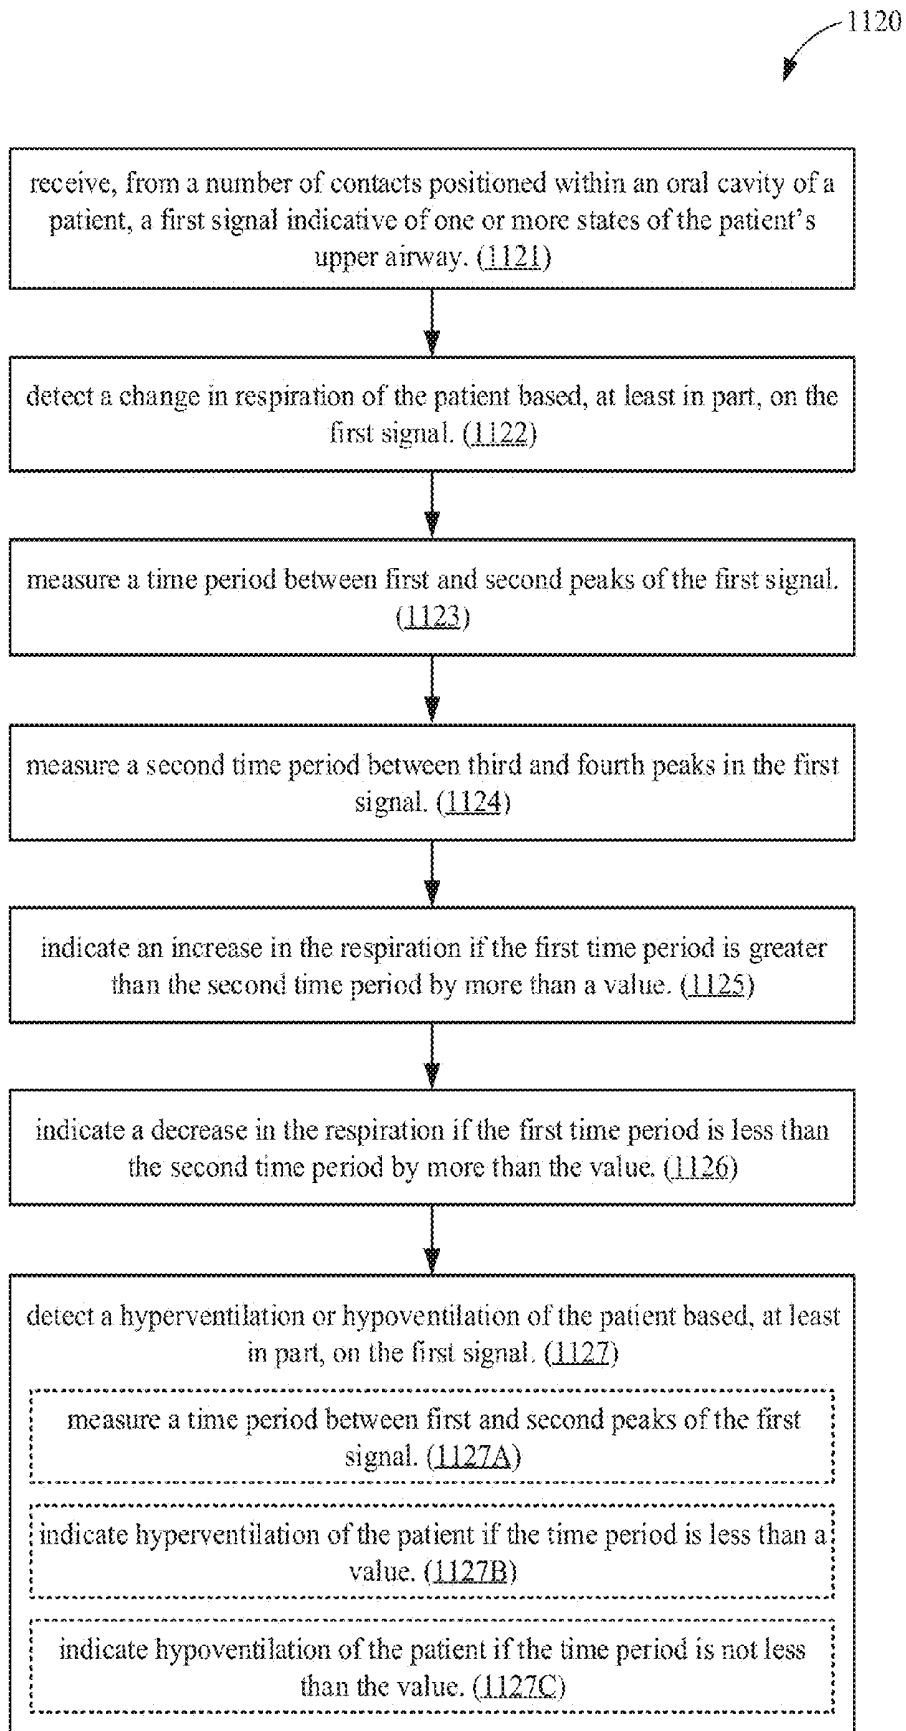 1120
receive, from a number of contacts positioned within an oral cavity of a
patient, a first signal indicative of one or more states of the patient's
upper airway. (1121)
detect a change in respiration of the patient based, at least in part, on the
first signal. (1122)
measure a time period between first and second peaks of the first signal.
(1123)
measure a second time period between third and fourth peaks in the first
signal. (1124)
indicate an increase in the respiration if the first time period is greater
than the second time period by more than a value. (1125)
indicate a decrease in the respiration if the first time period is less than
the second time period by more than the value. (1126)
detect a hyperventilation or hypoventilation of the patient based, at least
in part, on the first signal. (1127)
measure a time period between first and second peaks of the first
signal. (1127A)
indicate hyperventilation of the patient if the time period is less than a
value. (1127B)
indicate hypoventilation of the patient if the time period is not less
than the value. (1127C)